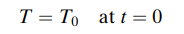 T = T₀ at t = 0